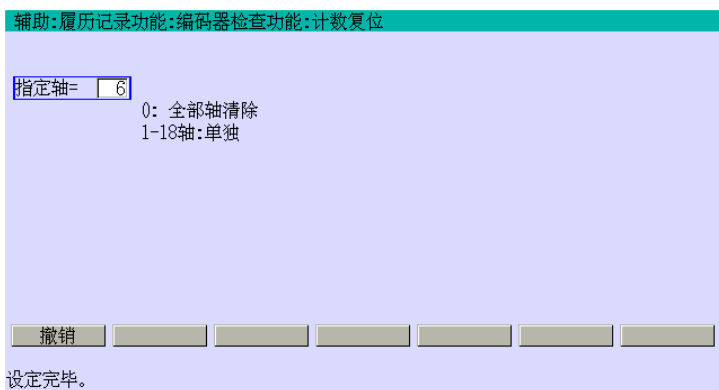 辅助:履历记录功能:编码器检查功能:计数复位
指定轴= 6
0: 全部轴清除
1-18轴:单独
撤销
设定完毕。